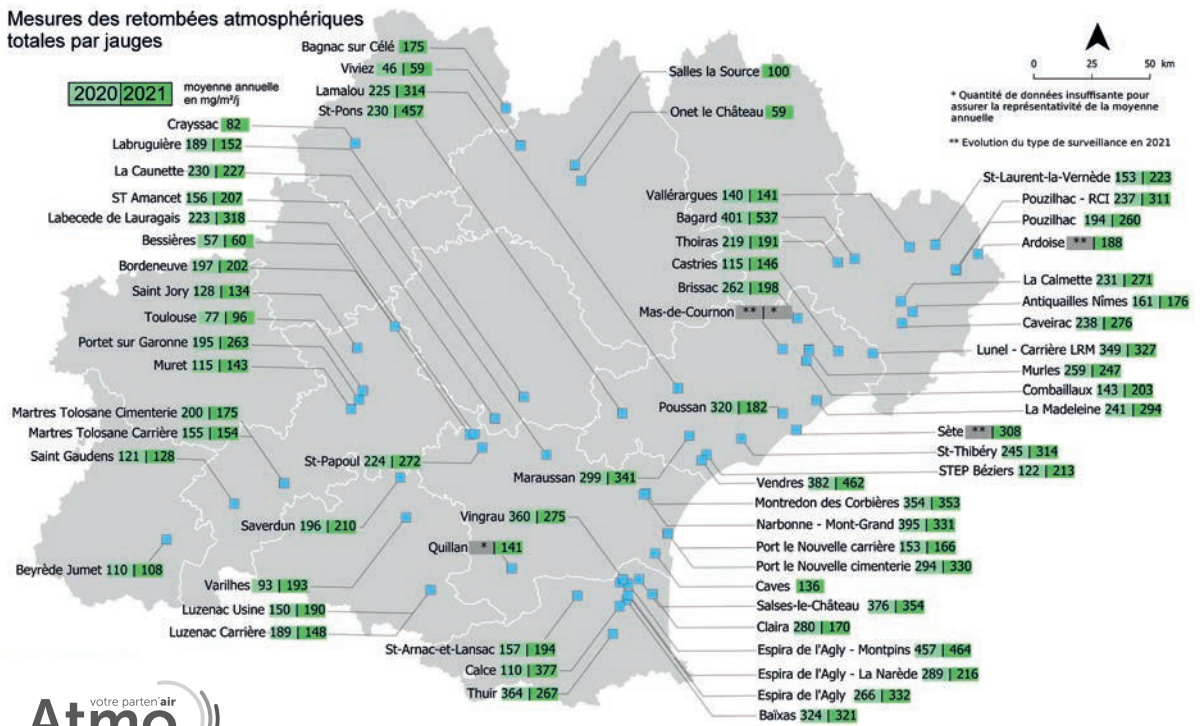 Mesures des retombées atmosphériques
totales par jauges
2020 2021
moyenne annuelle
en mg/m²/j
Bagnac sur Célé 175
Viviez 46 | 59
Lamalou 225 | 314
St-Pons 230 | 457
Crayssac 82
Labruguière 189 | 152
La Caunette 230 | 227
ST Amancet 156 | 207
Labecede de Lauragais 223 | 318
Bessières 57 | 60
Bordeneuve 197 | 202
Saint Jory 128 | 134
Toulouse 77 | 96
Portet sur Garonne 195 | 263
Muret 115 | 143
Martres Tolosane Cimenterie 200 | 175
Martres Tolosane Carrière 155 | 154
Saint Gaudens 121 | 128
St-Papoul 224 | 272
Saverdun 196 | 210
Beyrède Jumet 110 | 108
Varilhes 93 | 193
Luzenac Usine 150 | 190
Luzenac Carrière 189 | 148
Salles la Source 100
Onet le Château 59
0 25 50 km
* Quantité de données insuffisante pour
assurer la représentativité de la moyenne
annuelle
** Evolution du type de surveillance en 2021
Vallérargues 140 | 141
Bagard 401 | 537
Thoiras 219 | 191
Castries 115 | 146
Brissac 262 | 198
Mas-de-Cournon ** | *
St-Laurent-la-Vernède 153 | 223
Pouzilhac - RCI 237 | 311
Pouzilhac 194 | 260
Ardoise ** | 188
La Calmette 231 | 271
Antiquailles Nîmes 161 | 176
Caveirac 238 | 276
Lunel - Carrière LRM 349 | 327
Murles 259 | 247
Combaillaux 143 | 203
La Madeleine 241 | 294
Poussan 320 | 182
Sète ** | 308
St-Thibéry 245 | 314
STEP Béziers 122 | 213
Maraussan 299 | 341
Vendres 382 | 462
Montredon des Corbières 354 | 353
Narbonne - Mont-Grand 395 | 331
Port le Nouvelle carrière 153 | 166
Port le Nouvelle cimenterie 294 | 330
Caves 136
Salses-le-Château 376 | 354
Claira 280 | 170
Espira de l'Agly - Montpins 457 | 464
Espira de l'Agly - La Narède 289 | 216
Espira de l'Agly 266 | 332
Baïxas 324 | 321
Vingrau 360 | 275
Quillan * | 141
St-Arnac-et-Lansac 157 | 194
Calce 110 | 377
Thuir 364 | 267
votre parten'air
Atmo